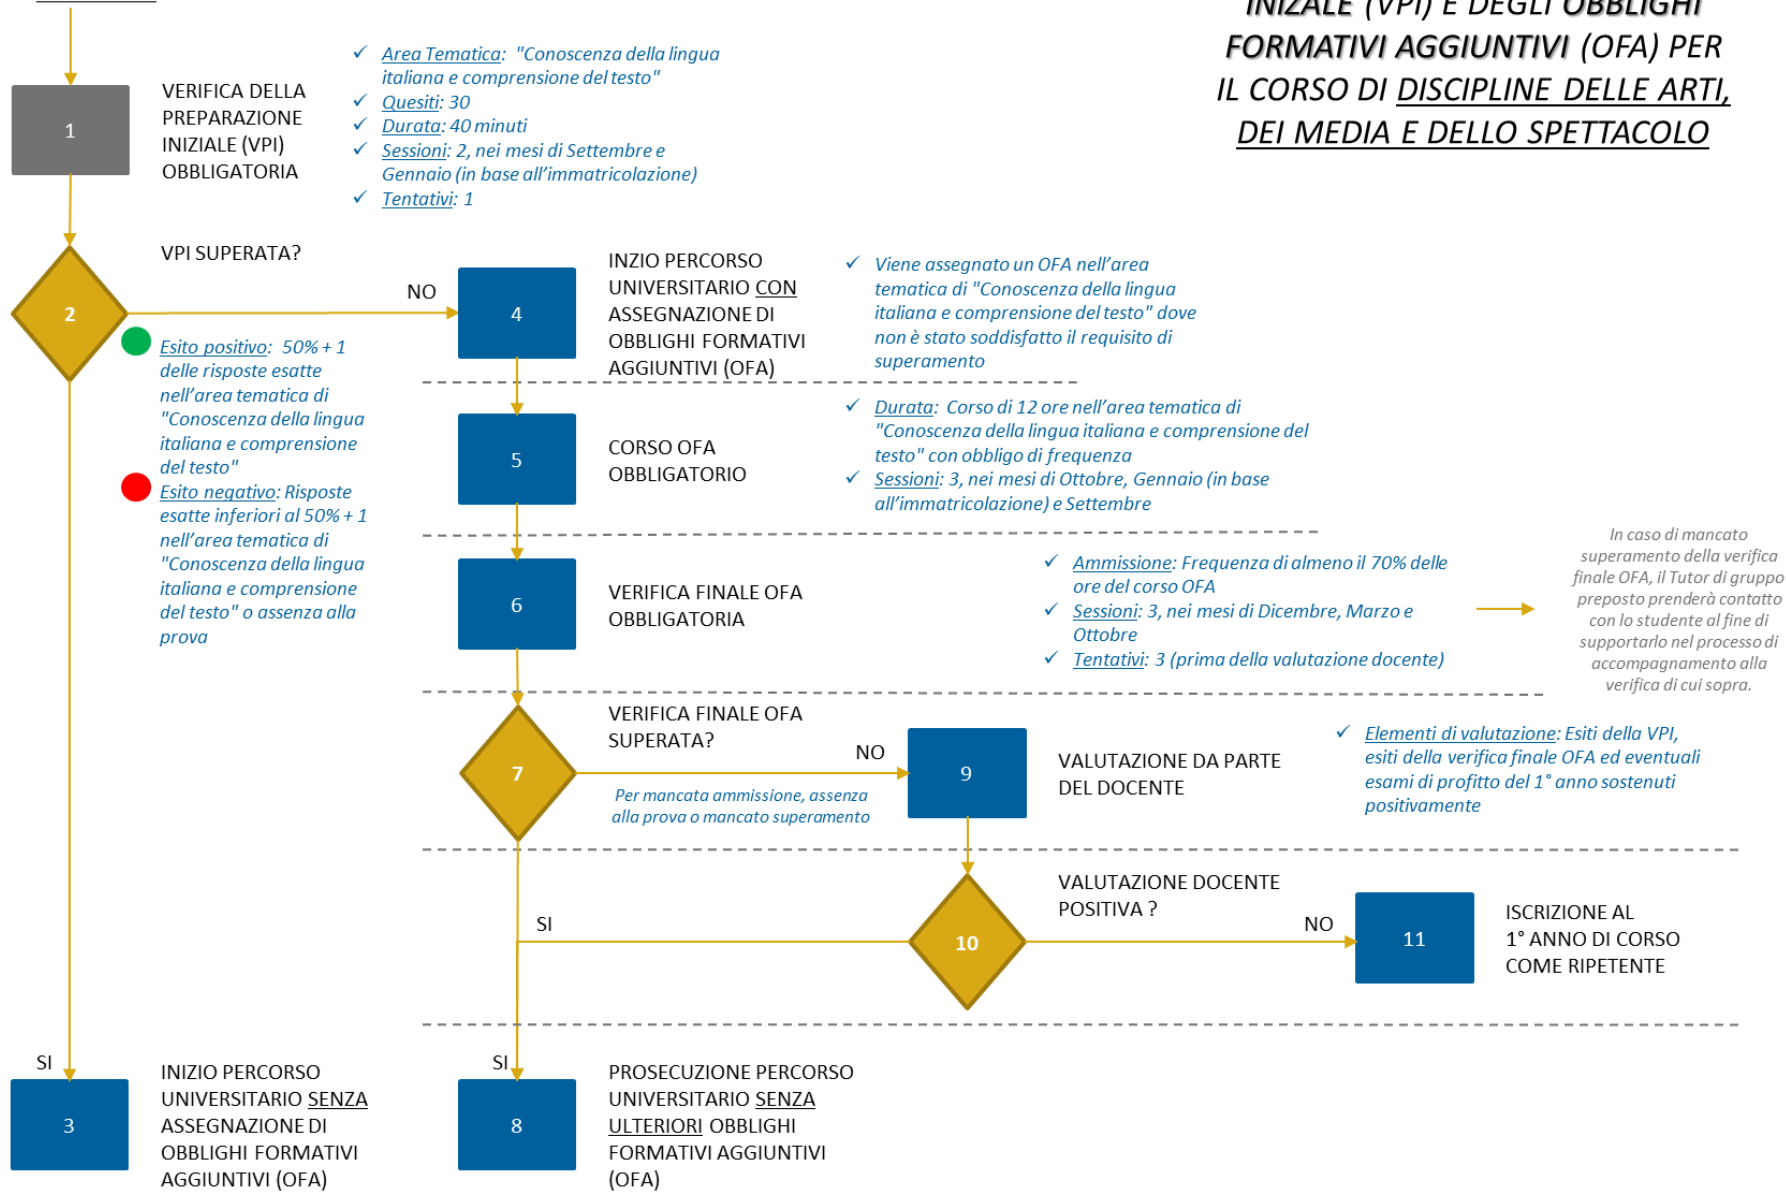 INIZALE (VPI) E DEGLI OBBLIGHI
FORMATIVI AGGIUNTIVI (OFA) PER
IL CORSO DI DISCIPLINE DELLE ARTI,
DEI MEDIA E DELLO SPETTACOLO
1
VERIFICA DELLA
PREPARAZIONE
INIZIALE (VPI)
OBBLIGATORIA
✓ Area Tematica: "Conoscenza della lingua
italiana e comprensione del testo"
✓ Quesiti: 30
✓ Durata: 40 minuti
✓ Sessioni: 2, nei mesi di Settembre e
Gennaio (in base all'immatricolazione)
✓ Tentativi: 1
2
VPI SUPERATA?
NO
Esito positivo: 50% + 1
delle risposte esatte
nell'area tematica di
"Conoscenza della lingua
italiana e comprensione
del testo"
Esito negativo: Risposte
esatte inferiori al 50% + 1
nell'area tematica di
"Conoscenza della lingua
italiana e comprensione
del testo" o assenza alla
prova
4
INZIO PERCORSO
UNIVERSITARIO CON
ASSEGNAZIONE DI
OBBLIGHI FORMATIVI
AGGIUNTIVI (OFA)
✓ Viene assegnato un OFA nell'area
tematica di "Conoscenza della lingua
italiana e comprensione del testo" dove
non è stato soddisfatto il requisito di
superamento
5
CORSO OFA
OBBLIGATORIO
✓ Durata: Corso di 12 ore nell'area tematica di
"Conoscenza della lingua italiana e comprensione del
testo" con obbligo di frequenza
✓ Sessioni: 3, nei mesi di Ottobre, Gennaio (in base
all'immatricolazione) e Settembre
6
VERIFICA FINALE OFA
OBBLIGATORIA
✓ Ammissione: Frequenza di almeno il 70% delle
ore del corso OFA
✓ Sessioni: 3, nei mesi di Dicembre, Marzo e
Ottobre
✓ Tentativi: 3 (prima della valutazione docente)
In caso di mancato
superamento della verifica
finale OFA, il Tutor di gruppo
preposto prenderà contatto
con lo studente al fine di
supportarlo nel processo di
accompagnamento alla
verifica di cui sopra.
7
VERIFICA FINALE OFA
SUPERATA?
NO
Per mancata ammissione, assenza
alla prova o mancato superamento
9
VALUTAZIONE DA PARTE
DEL DOCENTE
✓ Elementi di valutazione: Esiti della VPI,
esiti della verifica finale OFA ed eventuali
esami di profitto del 1° anno sostenuti
positivamente
10
VALUTAZIONE DOCENTE
POSITIVA ?
SI
NO
11
ISCRIZIONE AL
1° ANNO DI CORSO
COME RIPETENTE
SI
3
INIZIO PERCORSO
UNIVERSITARIO SENZA
ASSEGNAZIONE DI
OBBLIGHI FORMATIVI
AGGIUNTIVI (OFA)
SI
8
PROSECUZIONE PERCORSO
UNIVERSITARIO SENZA
ULTERIORI OBBLIGHI
FORMATIVI AGGIUNTIVI
(OFA)